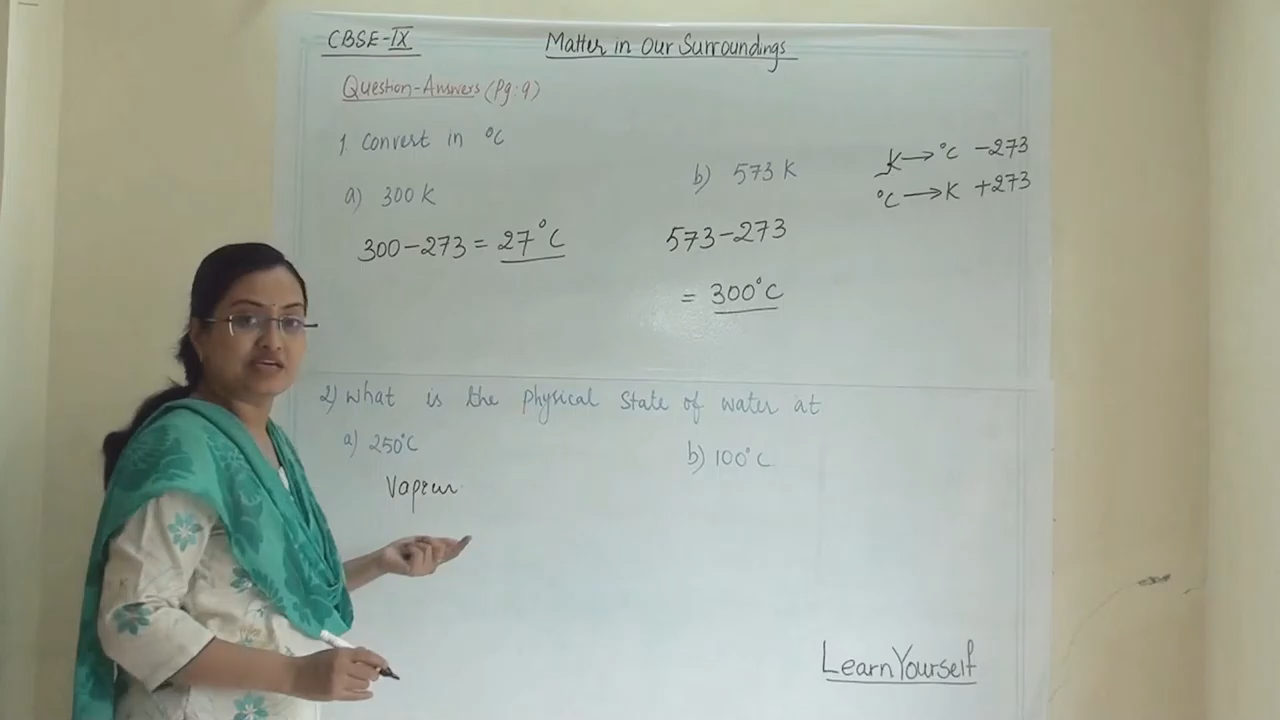 CBSE-IX
Matter in Our Surroundings
Question-Answers (Pg:9)
1. Convert in °C
a) 300 K
300-273 = 27°C
b) 573 K
573-273
= 300°C
K→°C -273
°C→K +273
2) What is the physical state of water at
a) 250°C
Vapour
b) 100°C
LearnYourself